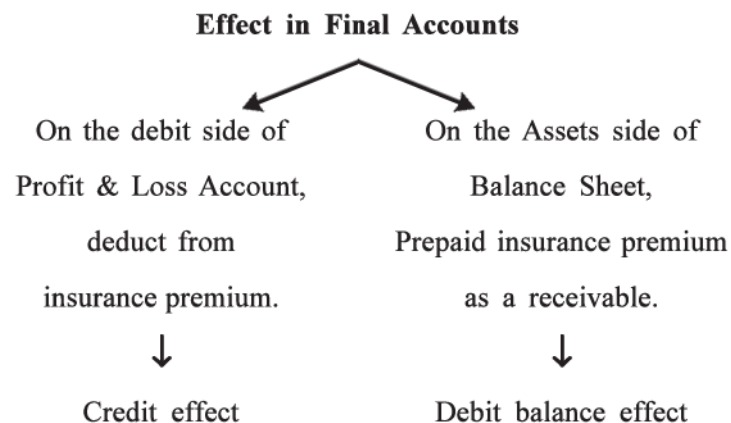 Effect in Final Accounts
On the debit side of
Profit & Loss Account,
deduct from
insurance premium.
Credit effect
On the Assets side of
Balance Sheet,
Prepaid insurance premium
as a receivable.
Debit balance effect